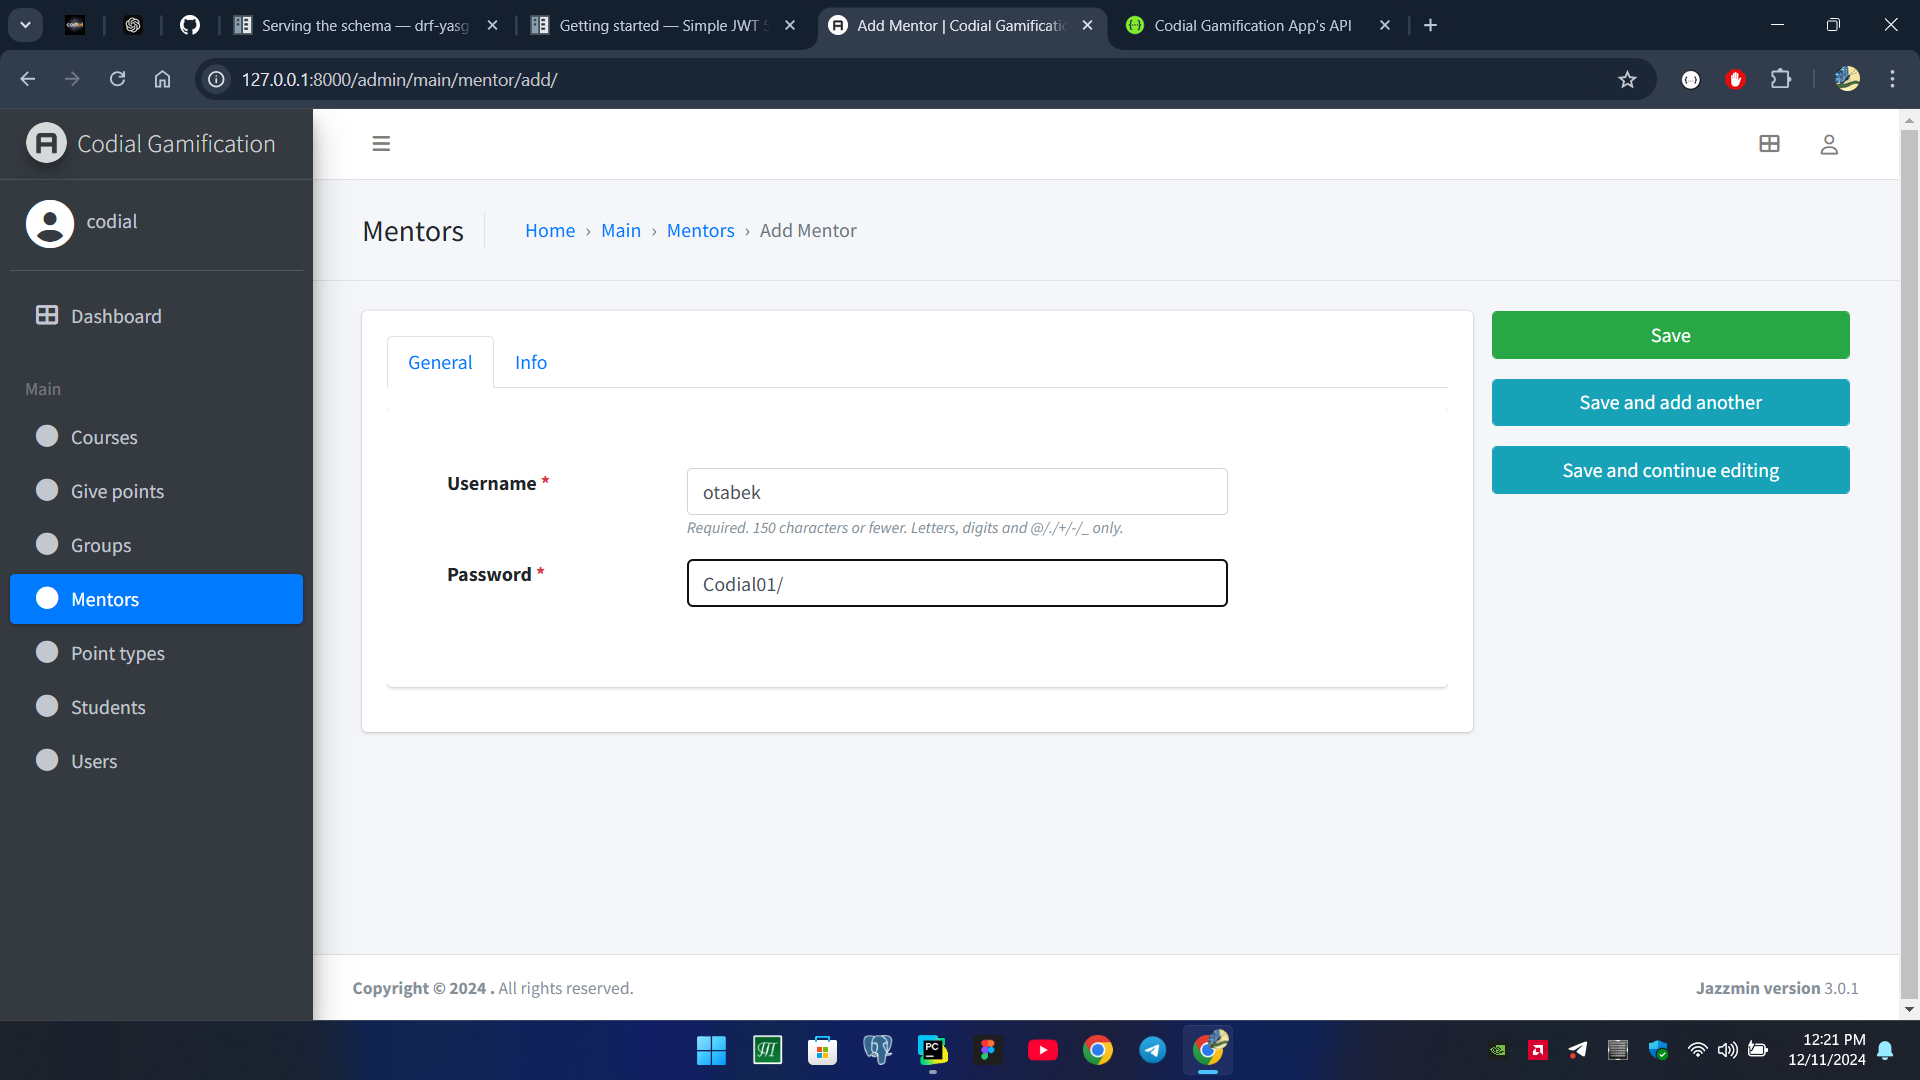 Serving the schema — drf-yasg
Getting started — Simple JWT 5
Add Mentor | Codial Gamificatio
Codial Gamification App's API
127.0.0.1:8000/admin/main/mentor/add/
Codial Gamification
codial
Dashboard
Main
Courses
Give points
Groups
Mentors
Point types
Students
Users
Mentors
Home › Main › Mentors › Add Mentor
General
Info
Username *
otabek
Required. 150 characters or fewer. Letters, digits and @/./+/-/_ only.
Password *
Codial01/
Save
Save and add another
Save and continue editing
Copyright © 2024 . All rights reserved.
Jazzmin version 3.0.1
PC
12:21 PM
12/11/2024